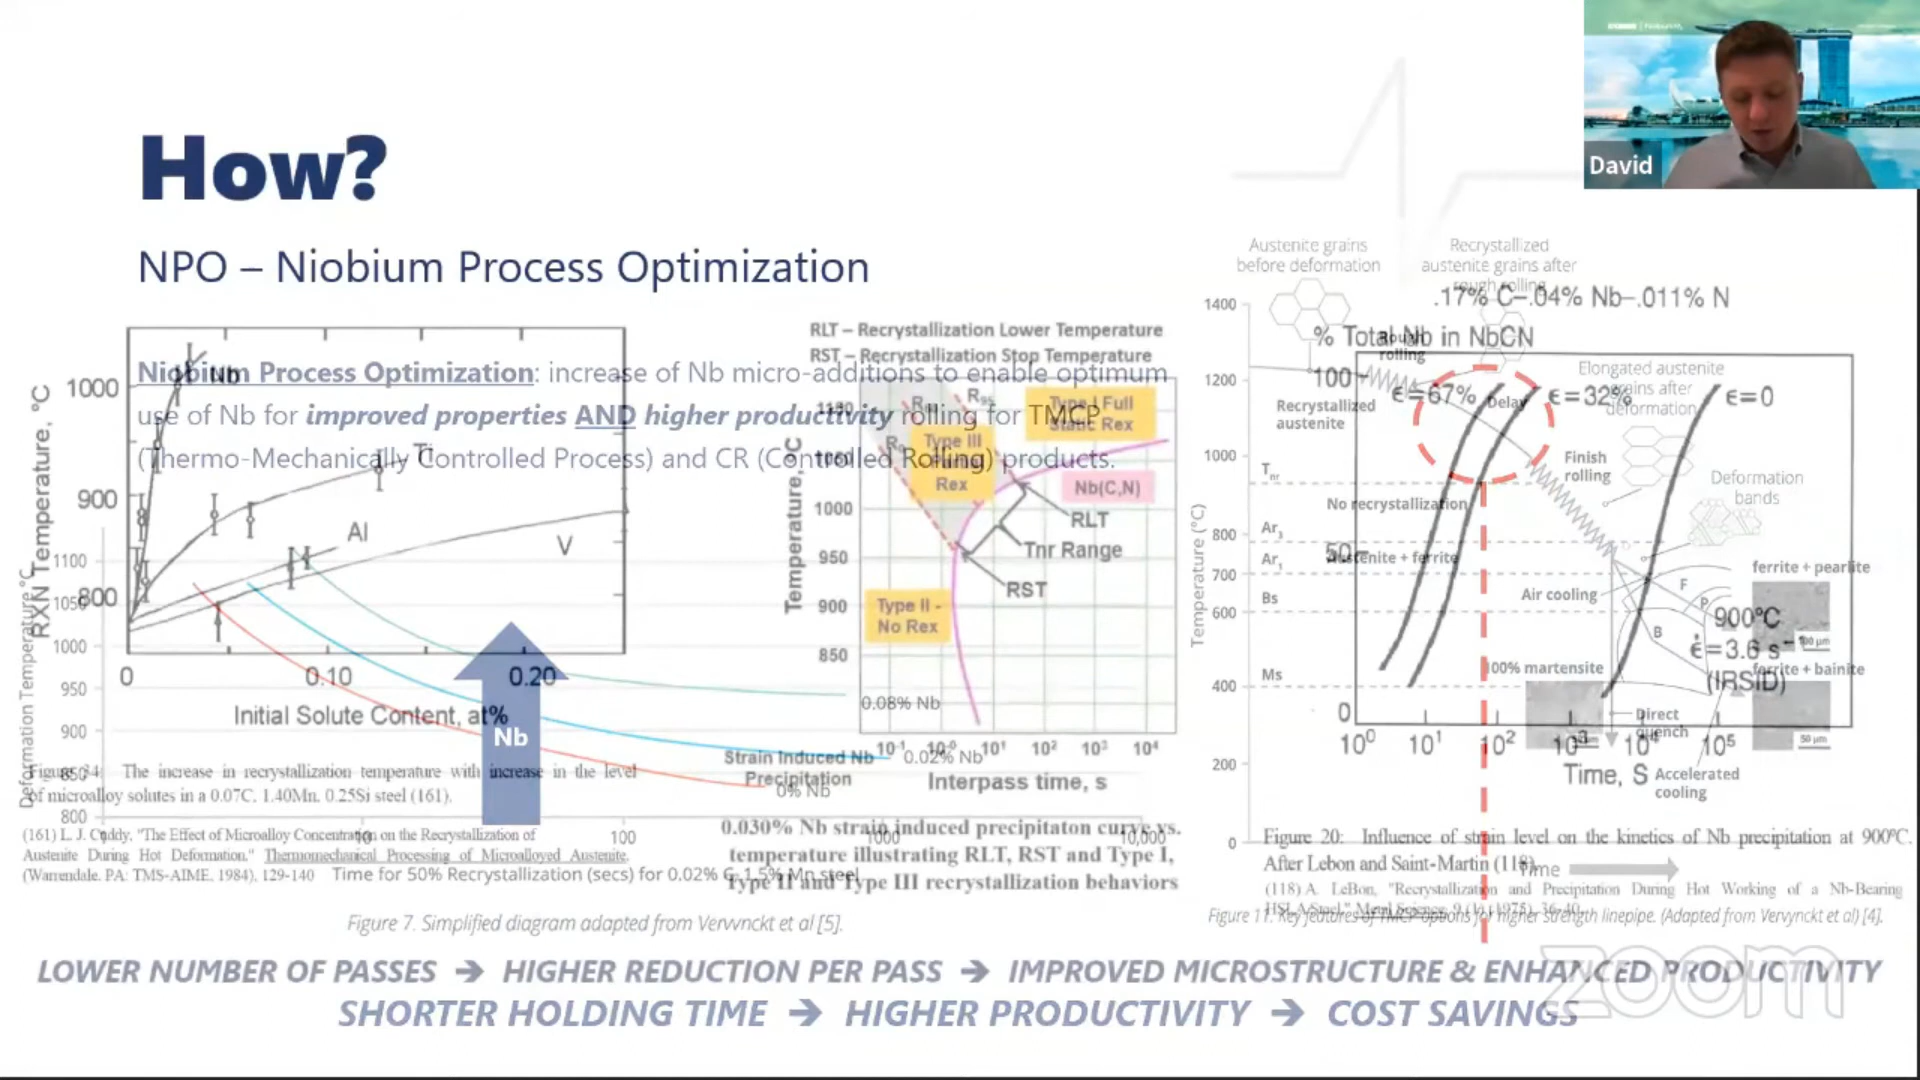 David
How?
NPO – Niobium Process Optimization
Niobium Process Optimization: increase of Nb micro-additions to enable optimum
use of Nb for improved properties AND higher productivity rolling for TMCP
(Thermo-Mechanically Controlled Process) and CR (Controlled Rolling) products.
RXN Temperature, °C
1000
900
800
Nb
Al
V
0
0.10
0.20
Initial Solute Content, at%
Nb
The increase in recrystallization temperature with increase in the level
of microalloy solutes in a 0.07C, 1.40Mn, 0.25Si steel (161).
(161) L. J. Cuddy, "The Effect of Microalloy Concentration on the Recrystallization of
Austenite During Hot Deformation," Thermomechanical Processing of Microalloyed Austenite,
(Warrendale, PA: TMS-AIME, 1984), 129-140
Deformation Temperature °C
1100
1050
1000
950
900
850
800
10
100
1000
10,000
0.08% Nb
0.02% Nb
0% Nb
Time for 50% Recrystallization (secs) for 0.02% C, 1.5% Mn steel
Figure 7. Simplified diagram adapted from Vervynckt et al [5].
RLT – Recrystallization Lower Temperature
RST – Recrystallization Stop Temperature
Temperature, °C
1050
1000
950
900
850
R95
Type I Full
Static Rex
Type III
Rex
Nb(C,N)
RLT
Tnr Range
RST
Type II -
No Rex
10-1
100
101
102
103
104
Strain Induced Nb
Precipitation
Interpass time, s
0.030% Nb strain induced precipitaton curve vs.
temperature illustrating RLT, RST and Type I,
Type II and Type III recrystallization behaviors
Austenite grains
before deformation
Recrystallized
austenite grains after
rough rolling
.17% C–.04% Nb–.011% N
% Total Nb in NbCN
100
50
0
ϵ=67%
ϵ=32%
ϵ=0
900°C
ϵ̇=3.6 s
(IRSID)
100
101
102
103
104
105
Time, S
Temperature (°C)
1400
1200
1000
800
700
600
400
200
0
Tnr
Ar3
Ar1
Bs
Ms
Rough
rolling
Delay
Recrystallized
austenite
Elongated austenite
grains after
deformation
Finish
rolling
Deformation
bands
No recrystallization
Austenite + ferrite
Air cooling
F
P
B
ferrite + pearlite
100 µm
ferrite + bainite
50 µm
100% martensite
Direct
quench
Accelerated
cooling
Time
Figure 20: Influence of strain level on the kinetics of Nb precipitation at 900°C.
After Lebon and Saint-Martin (118).
(118) A. LeBon, "Recrystallization and Precipitation During Hot Working of a Nb-Bearing
Figure 11. Key features of TMCP options for higher strength linepipe. (Adapted from Vervynckt et al) [4].
LOWER NUMBER OF PASSES → HIGHER REDUCTION PER PASS → IMPROVED MICROSTRUCTURE & ENHANCED PRODUCTIVITY
SHORTER HOLDING TIME → HIGHER PRODUCTIVITY → COST SAVINGS
zoom